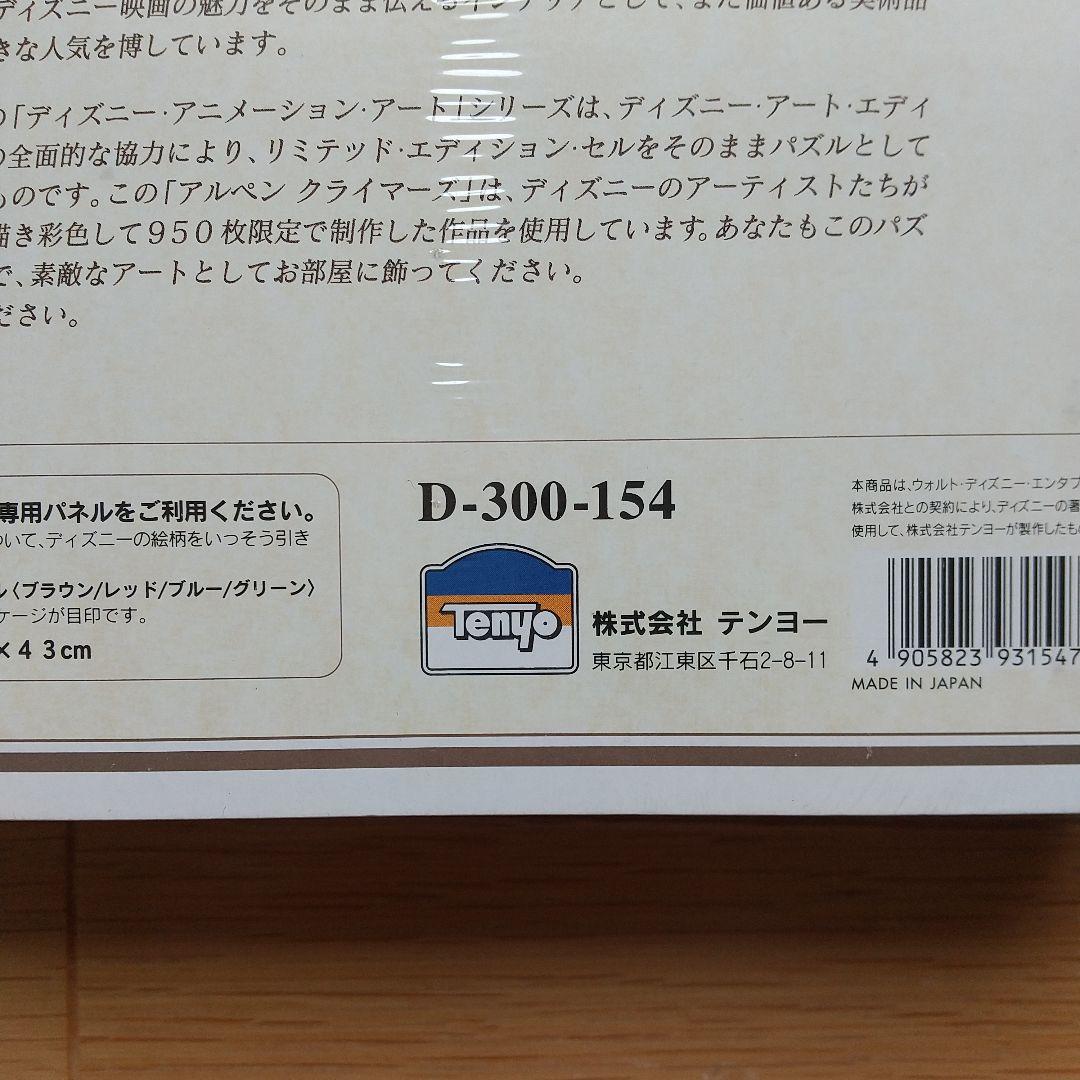 ディズニー映画の魅力をそのまま伝えるインテリアとして、また価値ある美術品
きな人気を博しています。
の「ディズニー・アニメーション・アート」シリーズは、ディズニー・アート・エディ
の全面的な協力により、リミテッド・エディション・セルをそのままパズルとして
ものです。この「アルペン クライマーズ」は、ディズニーのアーティストたちが
描き彩色して950枚限定で制作した作品を使用しています。あなたもこのパズ
で、素敵なアートとしてお部屋に飾ってください。
ださい。
専用パネルをご利用ください。
ついて、ディズニーの絵柄をいっそう引き
ル〈ブラウン/レッド/ブルー/グリーン〉
ケージが目印です。
×43cm
D-300-154
Tenyo
株式会社 テンヨー
東京都江東区千石2-8-11
本商品は、ウォルト・ディズニー・エンタプ
株式会社との契約により、ディズニーの著
使用して、株式会社テンヨーが製作したもの
4 905823 931547
MADE IN JAPAN